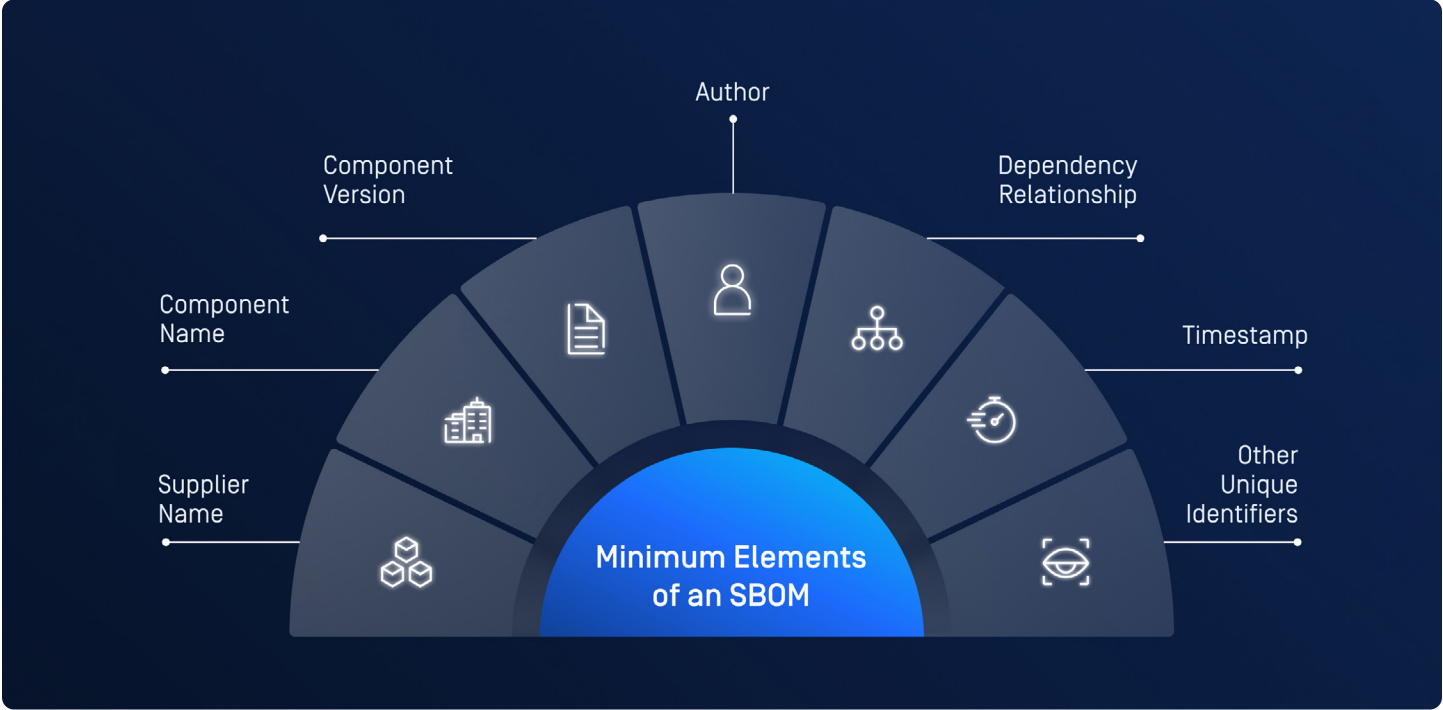 Author
Component
Version
Dependency
Relationship
Component
Name
Timestamp
Supplier
Name
Other
Unique
Identifiers
Minimum Elements
of an SBOM